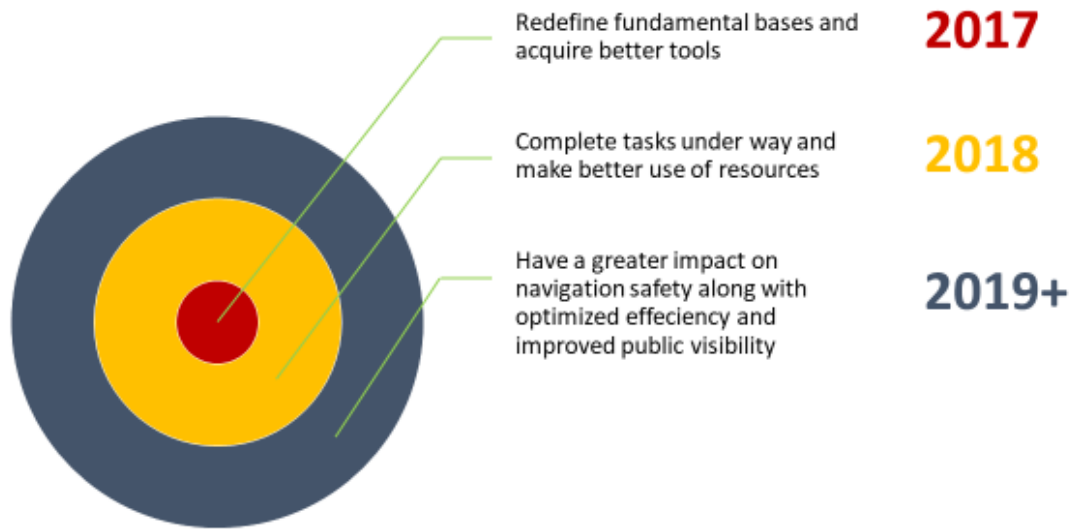 Redefine fundamental bases and
acquire better tools
2017
Complete tasks under way and
make better use of resources
2018
Have a greater impact on
navigation safety along with
optimized effeciency and
improved public visibility
2019+